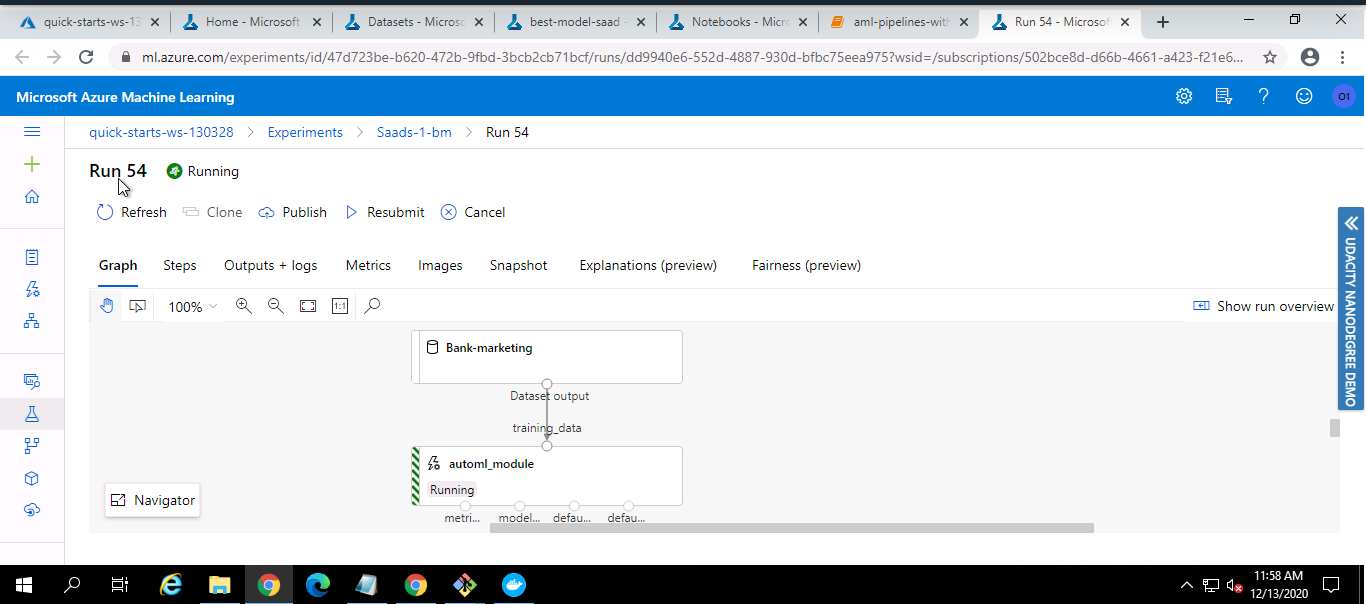 quick-starts-ws-13
Home - Microsoft
Datasets - Microso
best-model-saad -
Notebooks - Micro
aml-pipelines-with
Run 54 - Microsoft
ml.azure.com/experiments/id/47d723be-b620-472b-9fbd-3bcb2cb71bcf/runs/dd9940e6-552d-4887-930d-bfbc75eea975?wsid=/subscriptions/502bce8d-d66b-4661-a423-f21e6...
Microsoft Azure Machine Learning
O1
quick-starts-ws-130328 > Experiments > Saads-1-bm > Run 54
Run 54 Running
Refresh Clone Publish Resubmit Cancel
Graph Steps Outputs + logs Metrics Images Snapshot Explanations (preview) Fairness (preview)
100% 1:1 Show run overview
UDACITY NANODEGREE DEMO
Bank-marketing
Dataset output
training_data
automl_module
Running
Navigator
metri... model... defau... defau...
11:58 AM
12/13/2020